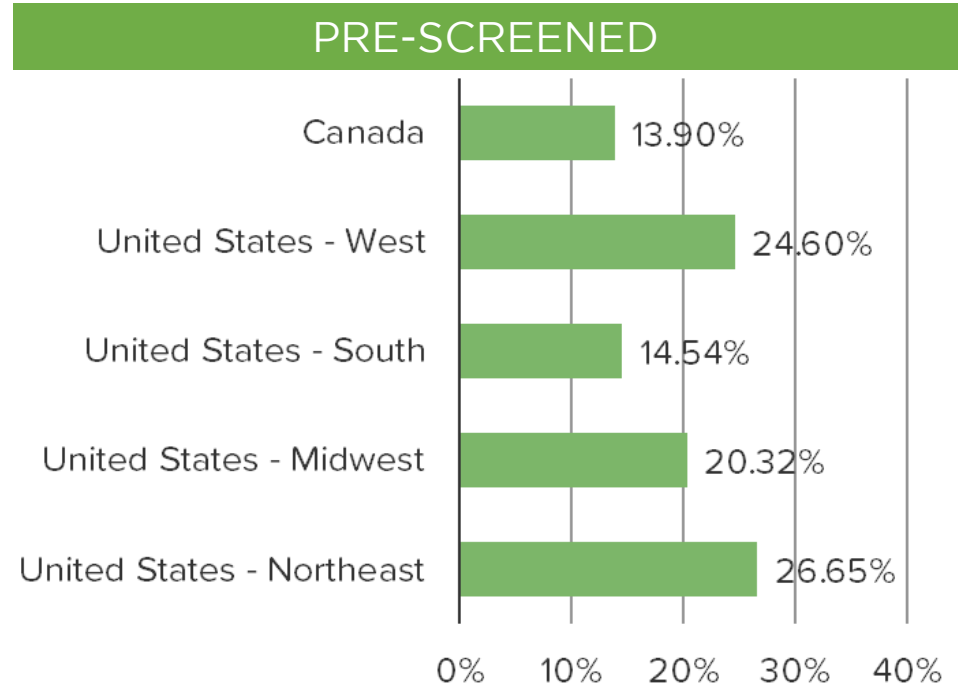 PRE-SCREENED
Canada
13.90%
United States - West
24.60%
United States - South
14.54%
United States - Midwest
20.32%
United States - Northeast
26.65%
0% 10% 20% 30% 40%